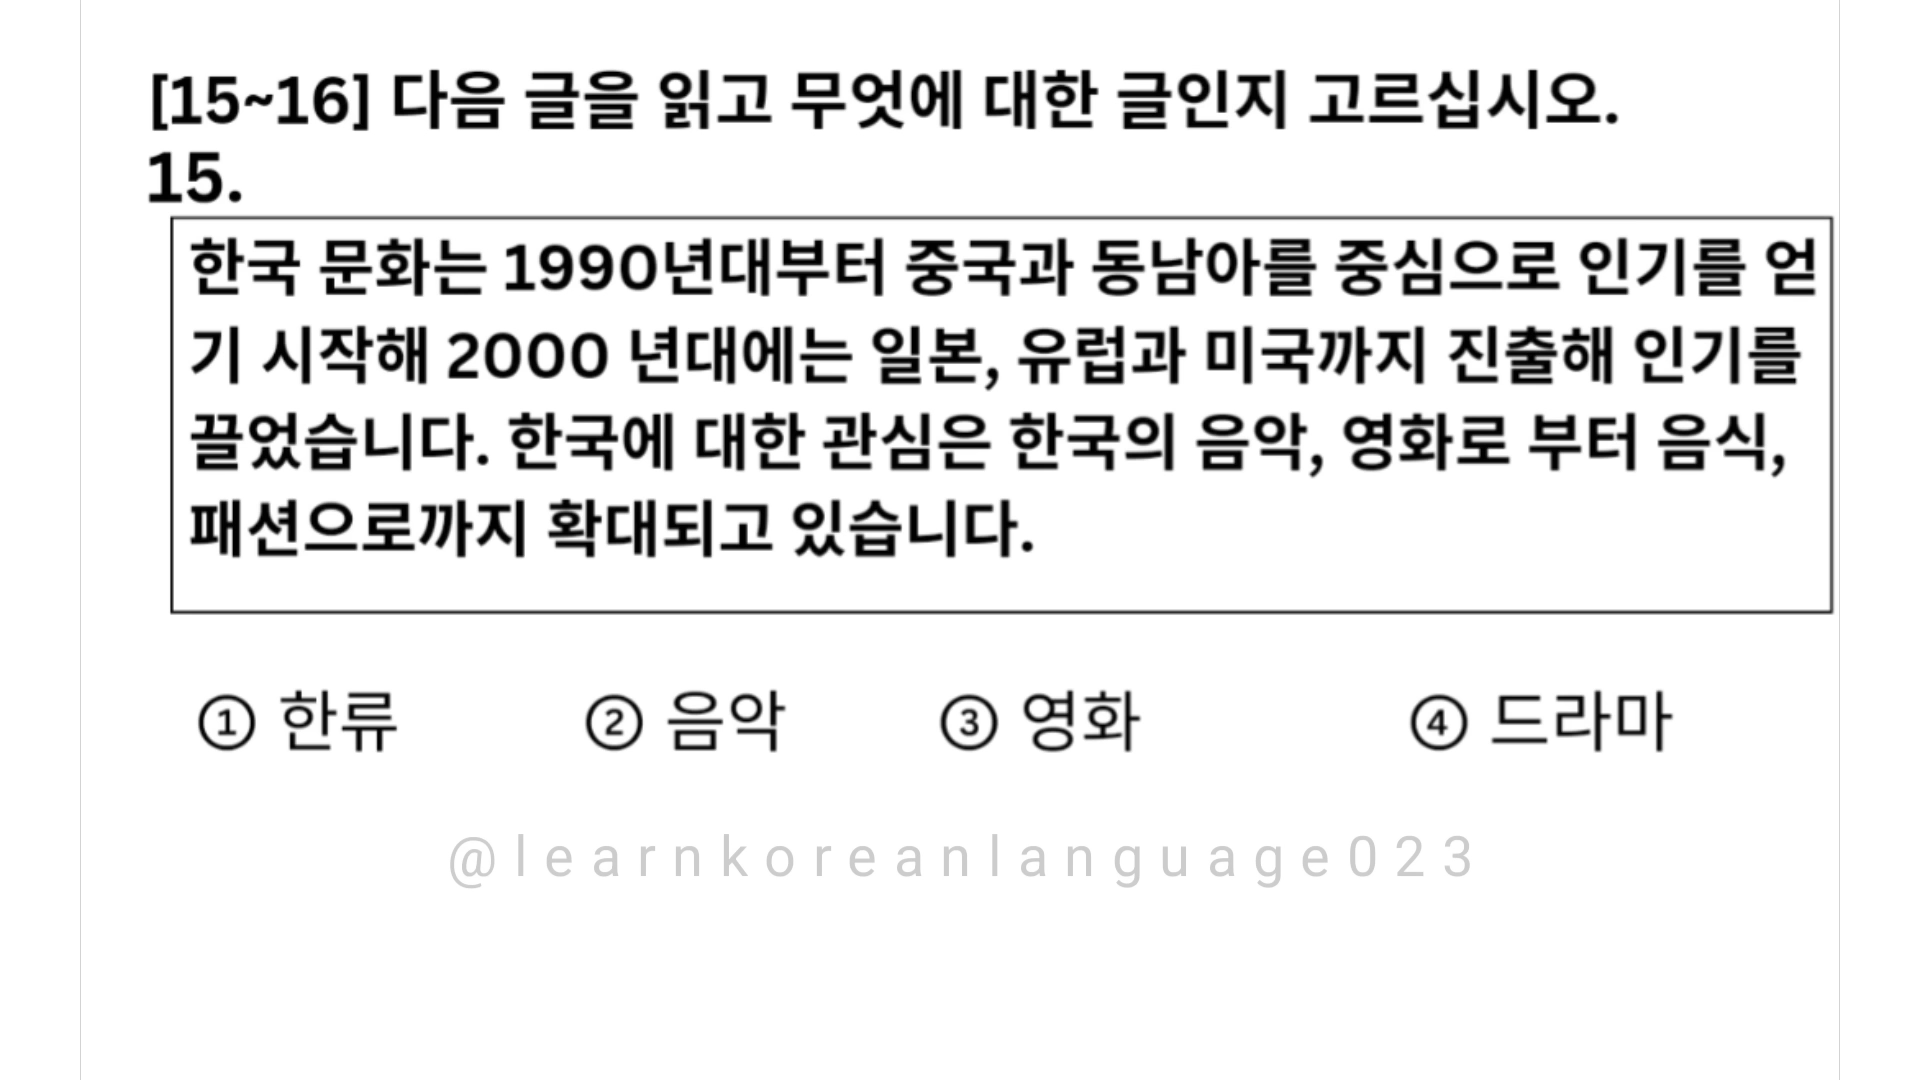 [15~16] 다음 글을 읽고 무엇에 대한 글인지 고르십시오.
15.
한국 문화는 1990년대부터 중국과 동남아를 중심으로 인기를 얻
기 시작해 2000 년대에는 일본, 유럽과 미국까지 진출해 인기를
끌었습니다. 한국에 대한 관심은 한국의 음악, 영화로 부터 음식,
패션으로까지 확대되고 있습니다.
① 한류 ② 음악 ③ 영화 ④ 드라마
@learnkoreanlanguage023